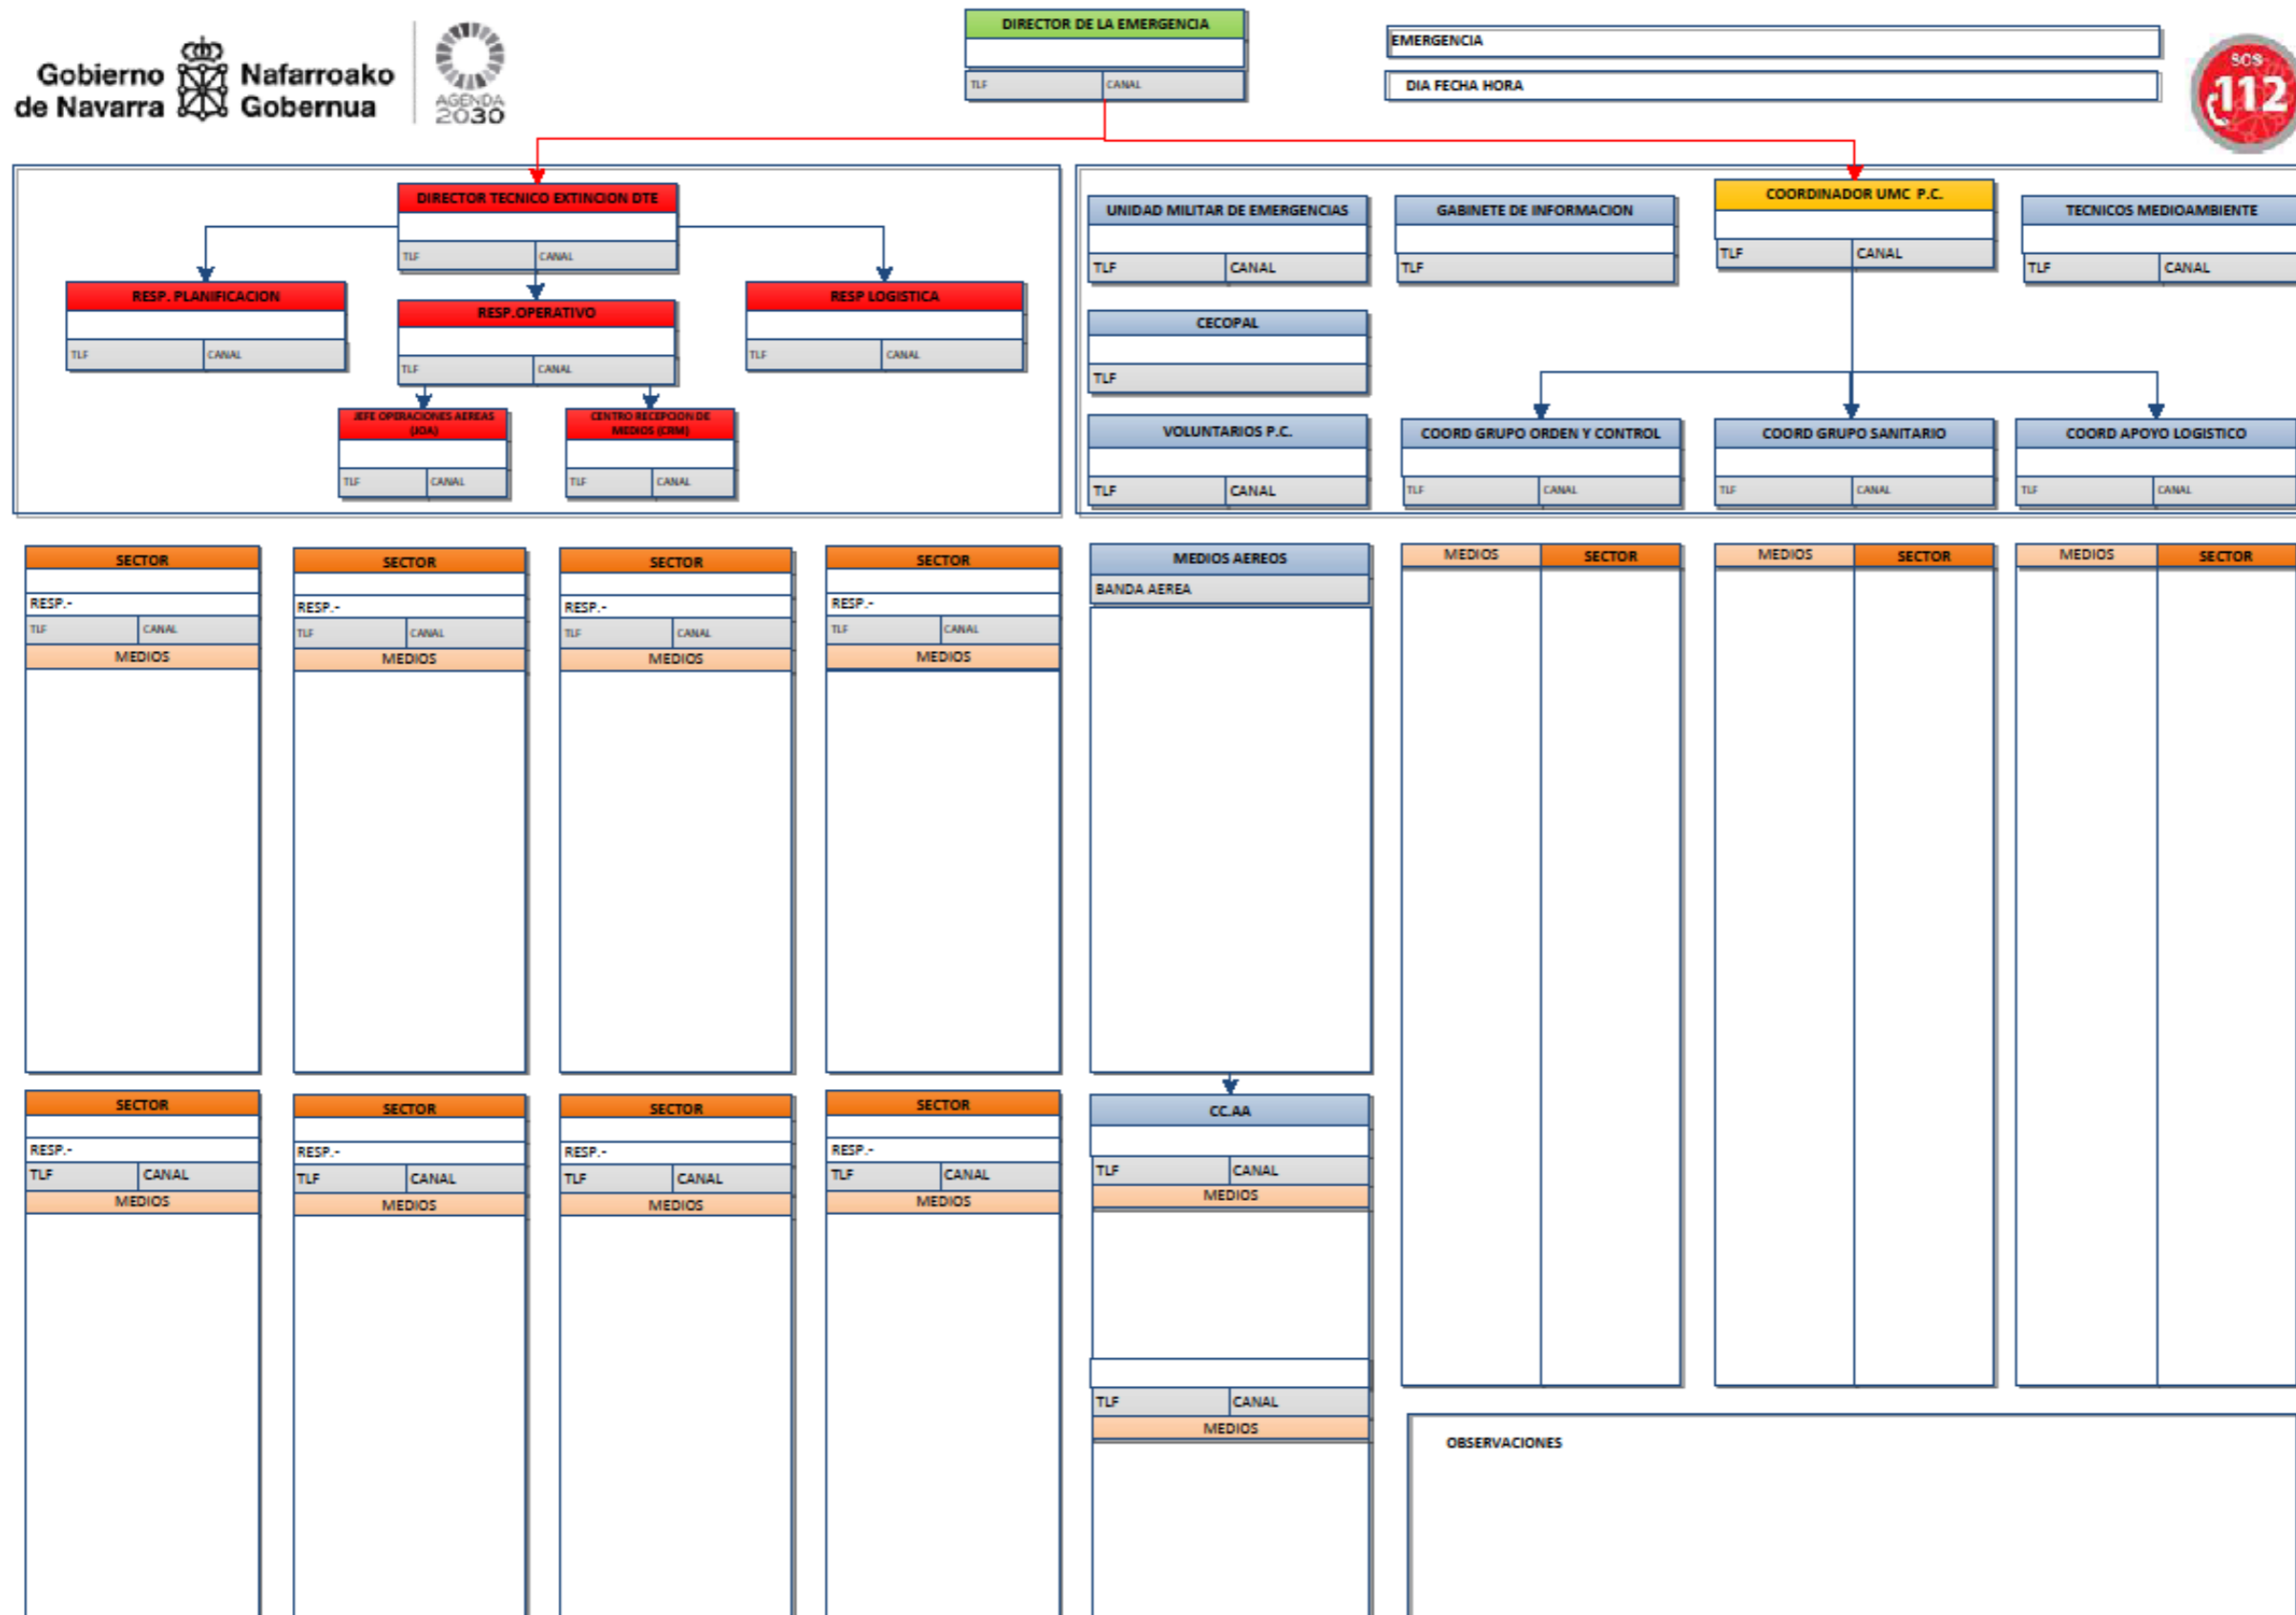 Gobierno de Navarra
Nafarroako Gobernua
AGENDA
2030
DIRECTOR DE LA EMERGENCIA
TLF CANAL
EMERGENCIA
DIA FECHA HORA
SOS
112
DIRECTOR TECNICO EXTINCION DTE
TLF CANAL
RESP. PLANIFICACION
TLF CANAL
RESP.OPERATIVO
TLF CANAL
RESP LOGISTICA
TLF CANAL
JEFE OPERACIONES AEREAS
(JOA)
TLF CANAL
CENTRO RECEPCION DE
MEDIOS (CRM)
TLF CANAL
UNIDAD MILITAR DE EMERGENCIAS
TLF CANAL
GABINETE DE INFORMACION
TLF
COORDINADOR UMC P.C.
TLF CANAL
TECNICOS MEDIOAMBIENTE
TLF CANAL
CECOPAL
TLF
VOLUNTARIOS P.C.
TLF CANAL
COORD GRUPO ORDEN Y CONTROL
TLF CANAL
COORD GRUPO SANITARIO
TLF CANAL
COORD APOYO LOGISTICO
TLF CANAL
SECTOR
RESP.-
TLF CANAL
MEDIOS
SECTOR
RESP.-
TLF CANAL
MEDIOS
SECTOR
RESP.-
TLF CANAL
MEDIOS
SECTOR
RESP.-
TLF CANAL
MEDIOS
MEDIOS AEREOS
BANDA AEREA
MEDIOS SECTOR
MEDIOS SECTOR
MEDIOS SECTOR
SECTOR
RESP.-
TLF CANAL
MEDIOS
SECTOR
RESP.-
TLF CANAL
MEDIOS
SECTOR
RESP.-
TLF CANAL
MEDIOS
SECTOR
RESP.-
TLF CANAL
MEDIOS
CC.AA
TLF CANAL
MEDIOS
TLF CANAL
MEDIOS
OBSERVACIONES